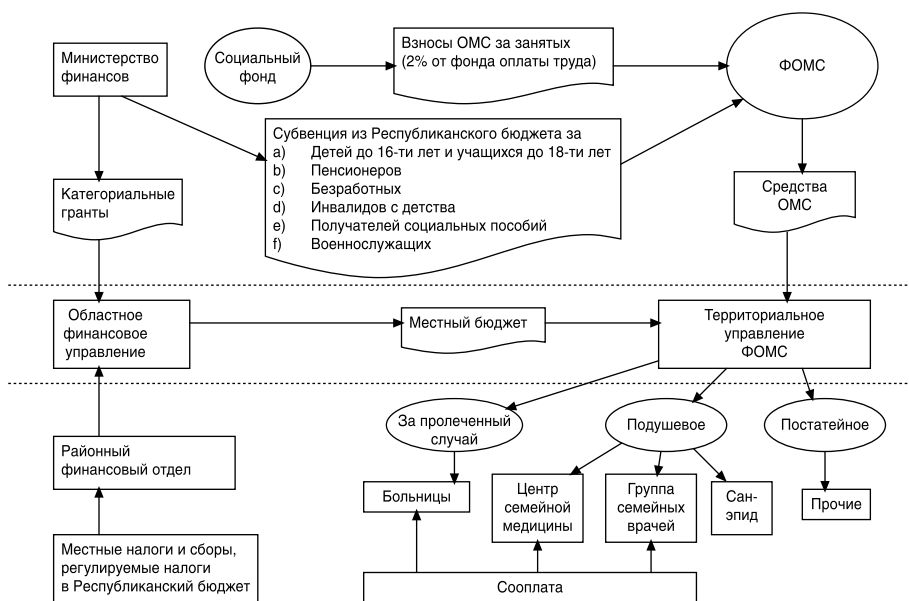 Министерство
финансов
Социальный
фонд
Взносы ОМС за занятых
(2% от фонда оплаты труда)
ФОМС
Субвенция из Республиканского бюджета за
a) Детей до 16-ти лет и учащихся до 18-ти лет
b) Пенсионеров
c) Безработных
d) Инвалидов с детства
e) Получателей социальных пособий
f) Военнослужащих
Категориальные
гранты
Средства
ОМС
Областное
финансовое
управление
Местный бюджет
Территориальное
управление
ФОМС
За пролеченный
случай
Подушевое
Постатейное
Районный
финансовый отдел
Больницы
Центр
семейной
медицины
Группа
семейных
врачей
Сан-
эпид
Прочие
Местные налоги и сборы,
регулируемые налоги
в Республиканский бюджет
Сооплата